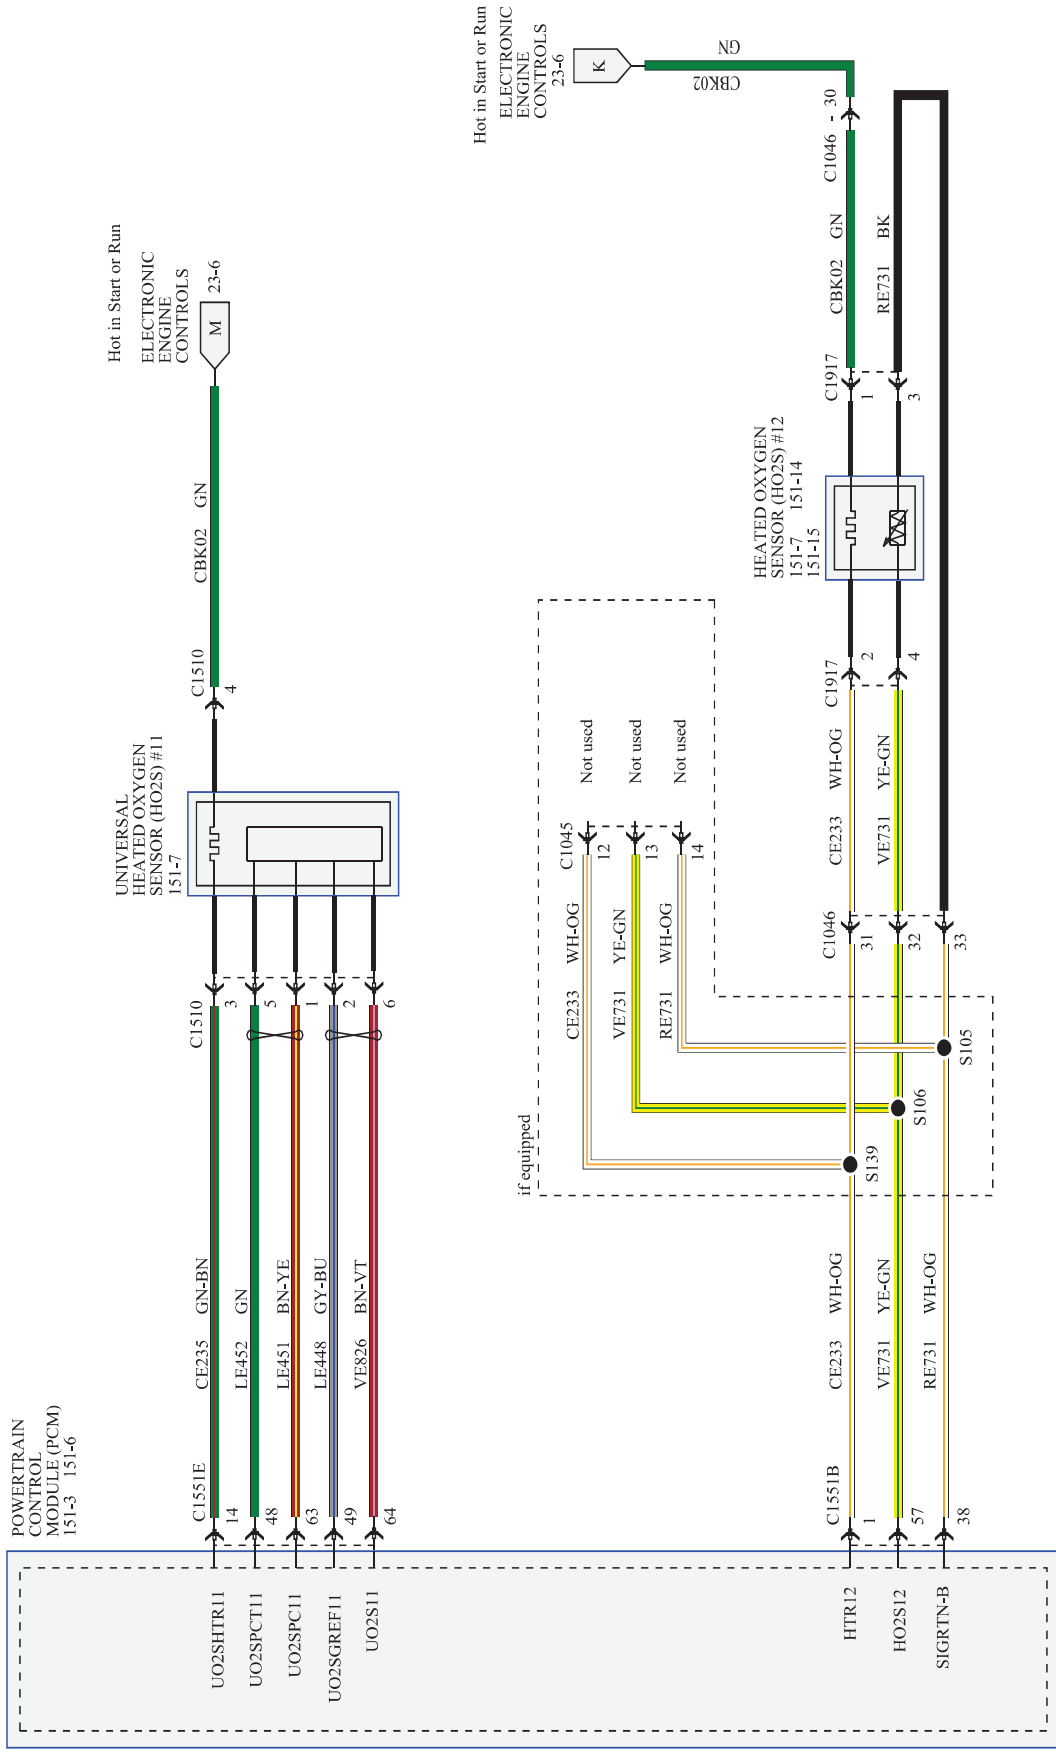 POWERTRAIN
CONTROL
MODULE (PCM)
151-3 151-6
UO2SHTR11
UO2SPCT11
UO2SPC11
UO2SGREF11
UO2S11
C1551E
14
48
63
49
64
CE235 GN-BN
LE452 GN
LE451 BN-YE
LE448 GY-BU
VE826 BN-VT
C1510
3
5
1
2
6
UNIVERSAL
HEATED OXYGEN
SENSOR (HO2S) #11
151-7
C1510
4
CBK02 GN
Hot in Start or Run
ELECTRONIC
ENGINE
CONTROLS
23-6
M
HTR12
HO2S12
SIGRTN-B
C1551B
1
57
38
CE233 WH-OG
VE731 YE-GN
RE731 WH-OG
if equipped
S139
S106
S105
CE233 WH-OG
VE731 YE-GN
RE731 WH-OG
C1045
12
13
14
Not used
Not used
Not used
C1046
31
32
33
CE233 WH-OG
VE731 YE-GN
C1917
2
4
HEATED OXYGEN
SENSOR (HO2S) #12
151-7 151-14
151-15
C1917
1
3
CBK02 GN
RE731 BK
C1046 - 30
CBK02 GN
Hot in Start or Run
ELECTRONIC
ENGINE
CONTROLS
23-6
K